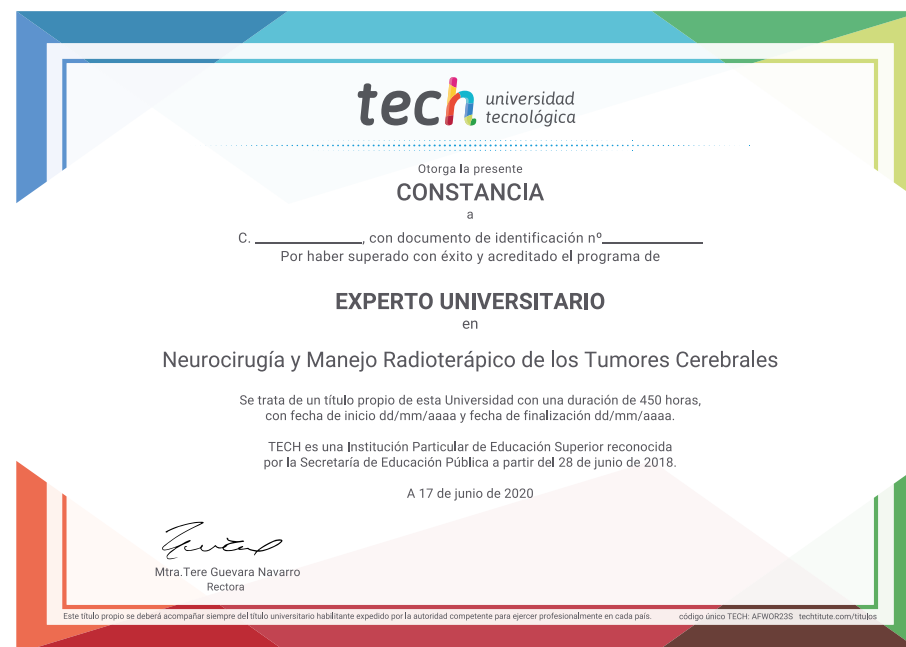 tech universidad
tecnológica
Otorga la presente
CONSTANCIA
a
C. ____________, con documento de identificación nº____________
Por haber superado con éxito y acreditado el programa de
EXPERTO UNIVERSITARIO
en
Neurocirugía y Manejo Radioterápico de los Tumores Cerebrales
Se trata de un título propio de esta Universidad con una duración de 450 horas,
con fecha de inicio dd/mm/aaaa y fecha de finalización dd/mm/aaaa.
TECH es una Institución Particular de Educación Superior reconocida
por la Secretaría de Educación Pública a partir del 28 de junio de 2018.
A 17 de junio de 2020
Mtra.Tere Guevara Navarro
Rectora
Este título propio se deberá acompañar siempre del título universitario habilitante expedido por la autoridad competente para ejercer profesionalmente en cada país. código único TECH: AFWOR23S techtitute.com/titulos